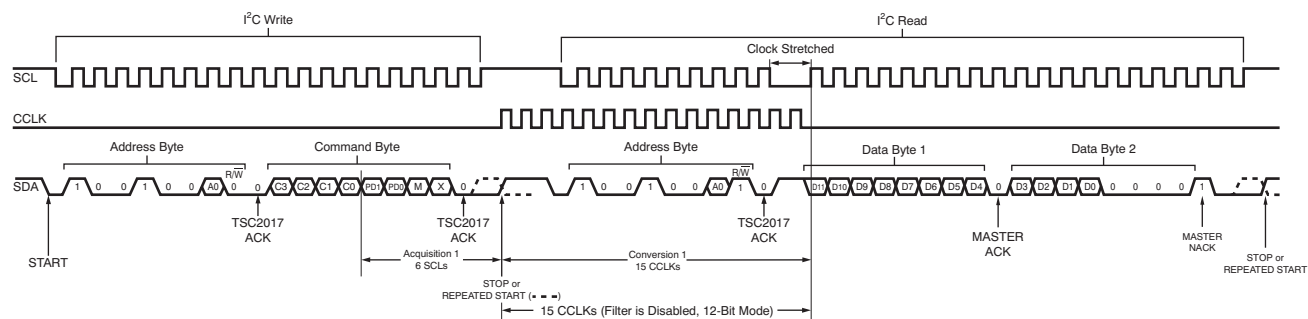 I²C Write
I²C Read
Clock Stretched
SCL
CCLK
Address Byte
Command Byte
Address Byte
Data Byte 1
Data Byte 2
R/W̅
R/W̅
SDA
1 0 0 1 0 0 A0 0 0 C3 C2 C1 C0 PD1 PD0 M X 0 1 0 0 1 0 0 A0 1 0 D11 D10 D9 D8 D7 D6 D5 D4 0 D3 D2 D1 D0 0 0 0 0 1
START
TSC2017
ACK
TSC2017
ACK
TSC2017
ACK
MASTER
ACK
MASTER
NACK
STOP or
REPEATED START
Acquisition 1
6 SCLs
Conversion 1
15 CCLKs
STOP or
REPEATED START (- - -)
15 CCLKs (Filter is Disabled, 12-Bit Mode)